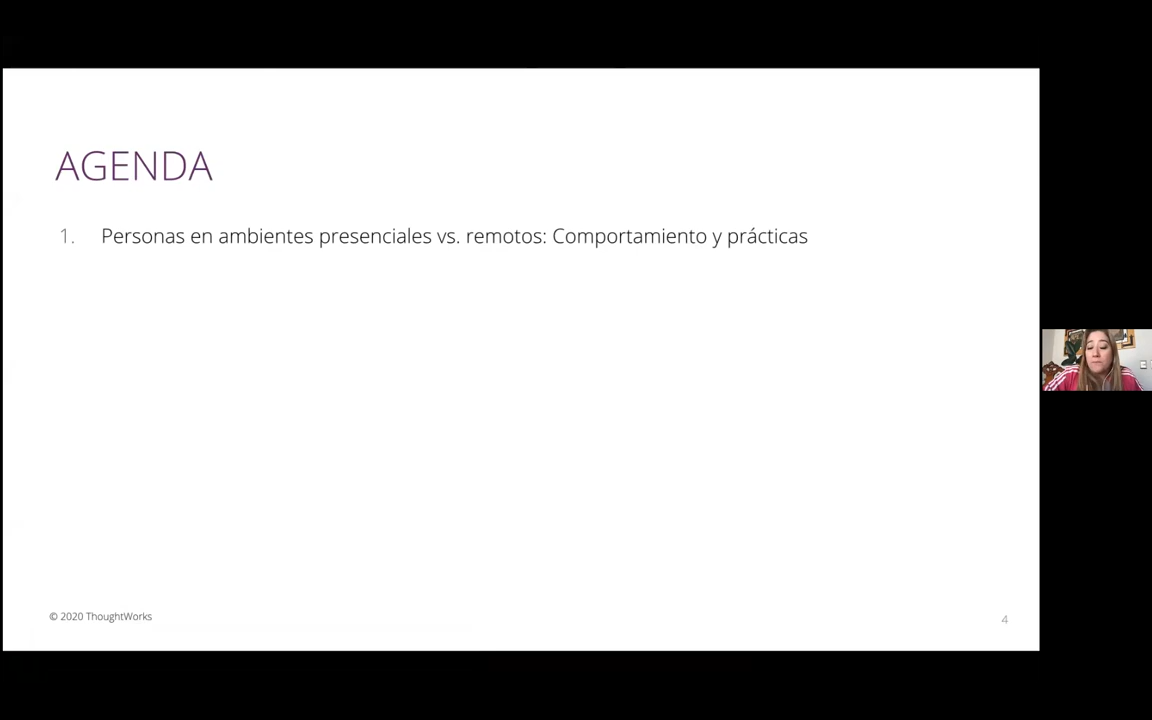 AGENDA
1. Personas en ambientes presenciales vs. remotos: Comportamiento y prácticas
© 2020 ThoughtWorks
4